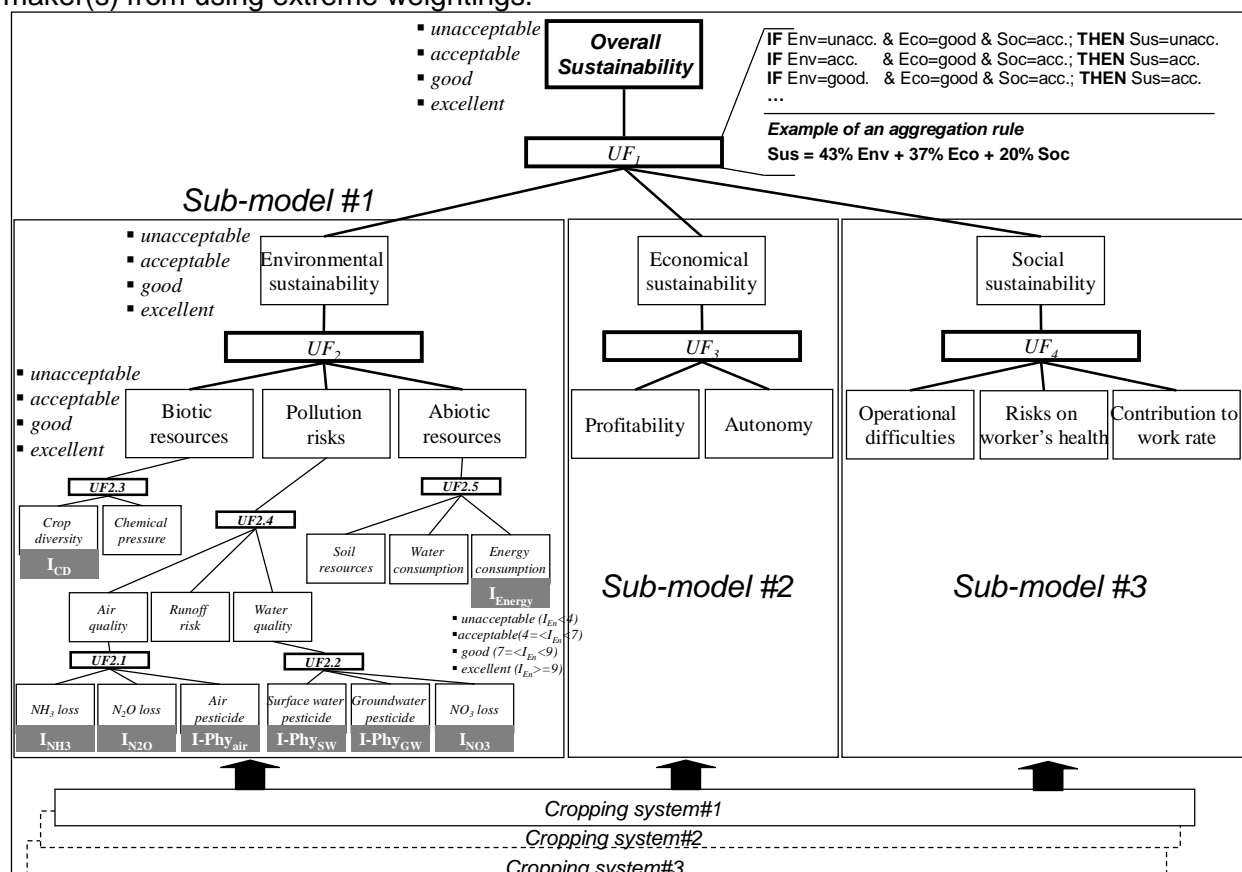 maker(s) from using extreme weightings.
▪ unacceptable
▪ acceptable
▪ good
▪ excellent
Overall
Sustainability
IF Env=unacc. & Eco=good & Soc=acc.; THEN Sus=unacc.
IF Env=acc. & Eco=good & Soc=acc.; THEN Sus=acc.
IF Env=good. & Eco=good & Soc=acc.; THEN Sus=acc.
...
Example of an aggregation rule
Sus = 43% Env + 37% Eco + 20% Soc
UF1
Sub-model #1
▪ unacceptable
▪ acceptable
▪ good
▪ excellent
Environmental
sustainability
Economical
sustainability
Social
sustainability
UF2
UF3
UF4
▪ unacceptable
▪ acceptable
▪ good
▪ excellent
Biotic
resources
Pollution
risks
Abiotic
resources
Profitability
Autonomy
Operational
difficulties
Risks on
worker's health
Contribution to
work rate
UF2.3
UF2.4
UF2.5
Crop
diversity
ICD
Chemical
pressure
Soil
resources
Water
consumption
Energy
consumption
IEnergy
Sub-model #2
Sub-model #3
Air
quality
Runoff
risk
Water
quality
▪ unacceptable (IEn<4)
▪acceptable(4=<IEn<7)
▪ good (7=<IEn<9)
▪ excellent (IEn>=9)
UF2.1
UF2.2
NH3 loss
INH3
N2O loss
IN2O
Air
pesticide
I-Phyair
Surface water
pesticide
I-PhySW
Groundwater
pesticide
I-PhyGW
NO3 loss
INO3
Cropping system#1
Cropping system#2
Cropping system#3